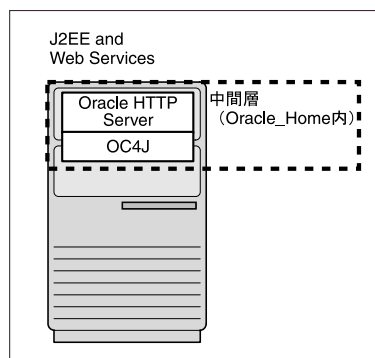 J2EE and
Web Services
Oracle HTTP
Server
OC4J
中間層
（Oracle_Home内）